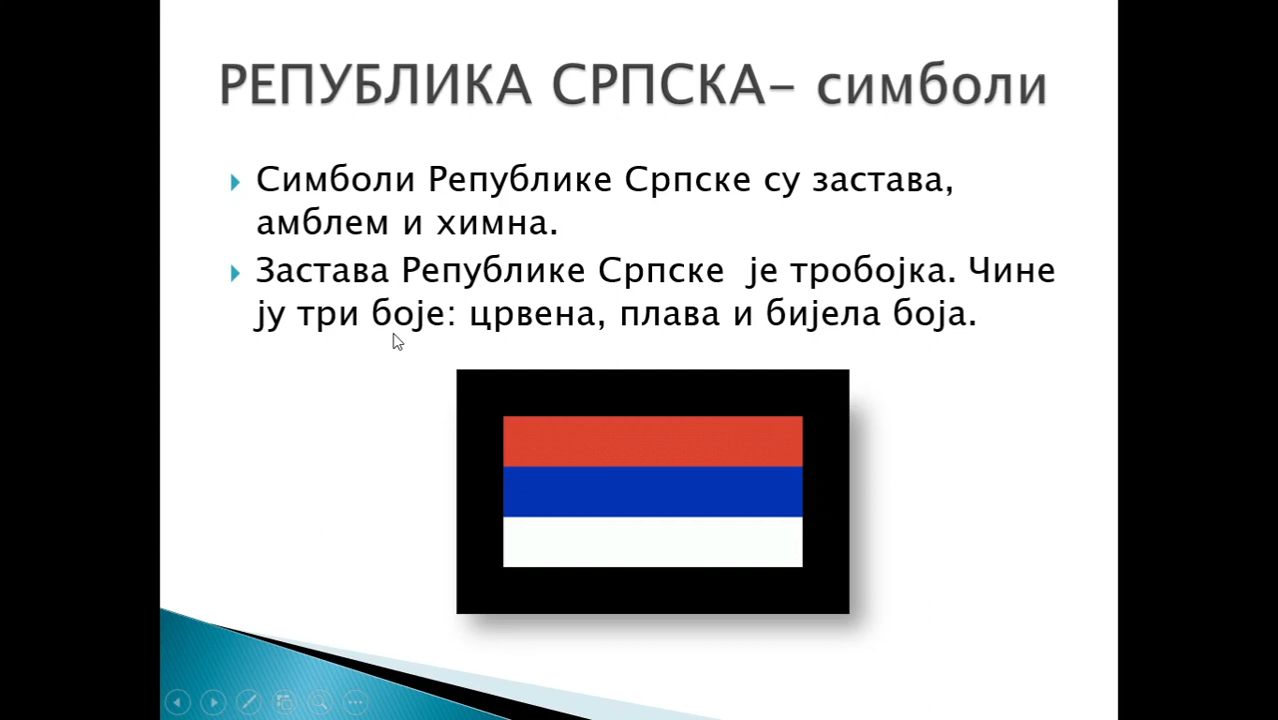 РЕПУБЛИКА СРПСКА– симболи
Симболи Републике Српске су застава,
амблем и химна.
Застава Републике Српске је тробојка. Чине
ју три боје: црвена, плава и бијела боја.